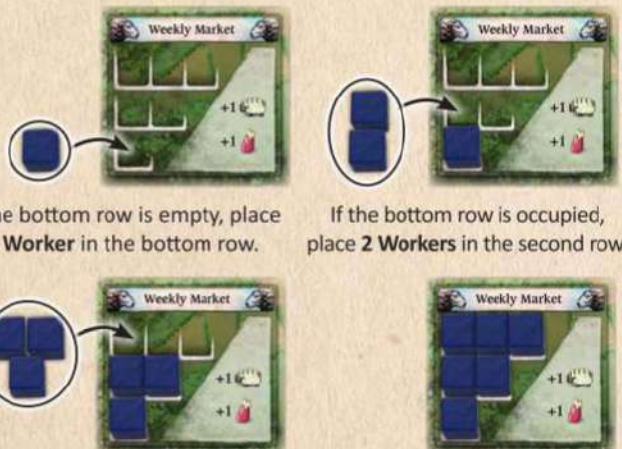 Weekly Market
+1
+1
Weekly Market
+1
+1
bottom row is empty, place
Worker in the bottom row.
If the bottom row is occupied,
place 2 Workers in the second row
Weekly Market
+1
+1
Weekly Market
+1
+1